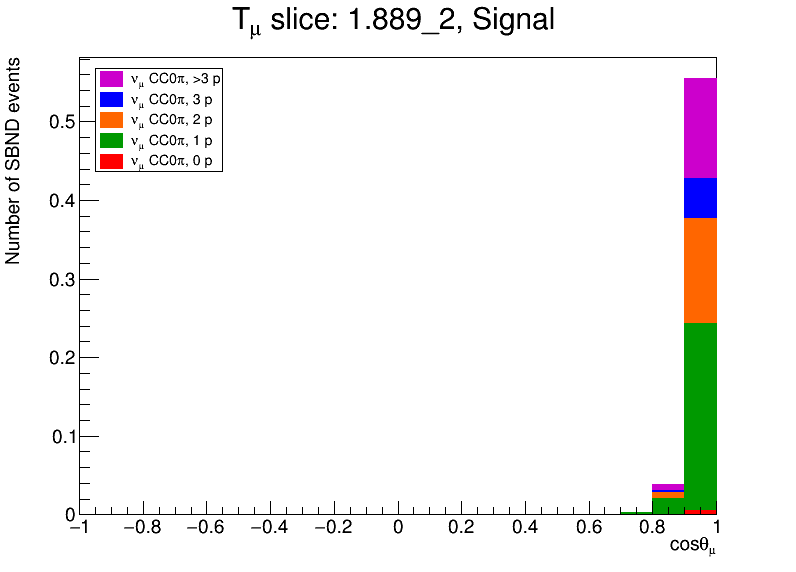 Tμ slice: 1.889_2, Signal
Number of SBND events
νμ CC0π, >3 p
νμ CC0π, 3 p
νμ CC0π, 2 p
νμ CC0π, 1 p
νμ CC0π, 0 p
0.5
0.4
0.3
0.2
0.1
0
−1 −0.8 −0.6 −0.4 −0.2 0 0.2 0.4 0.6 0.8 1
cosθμ